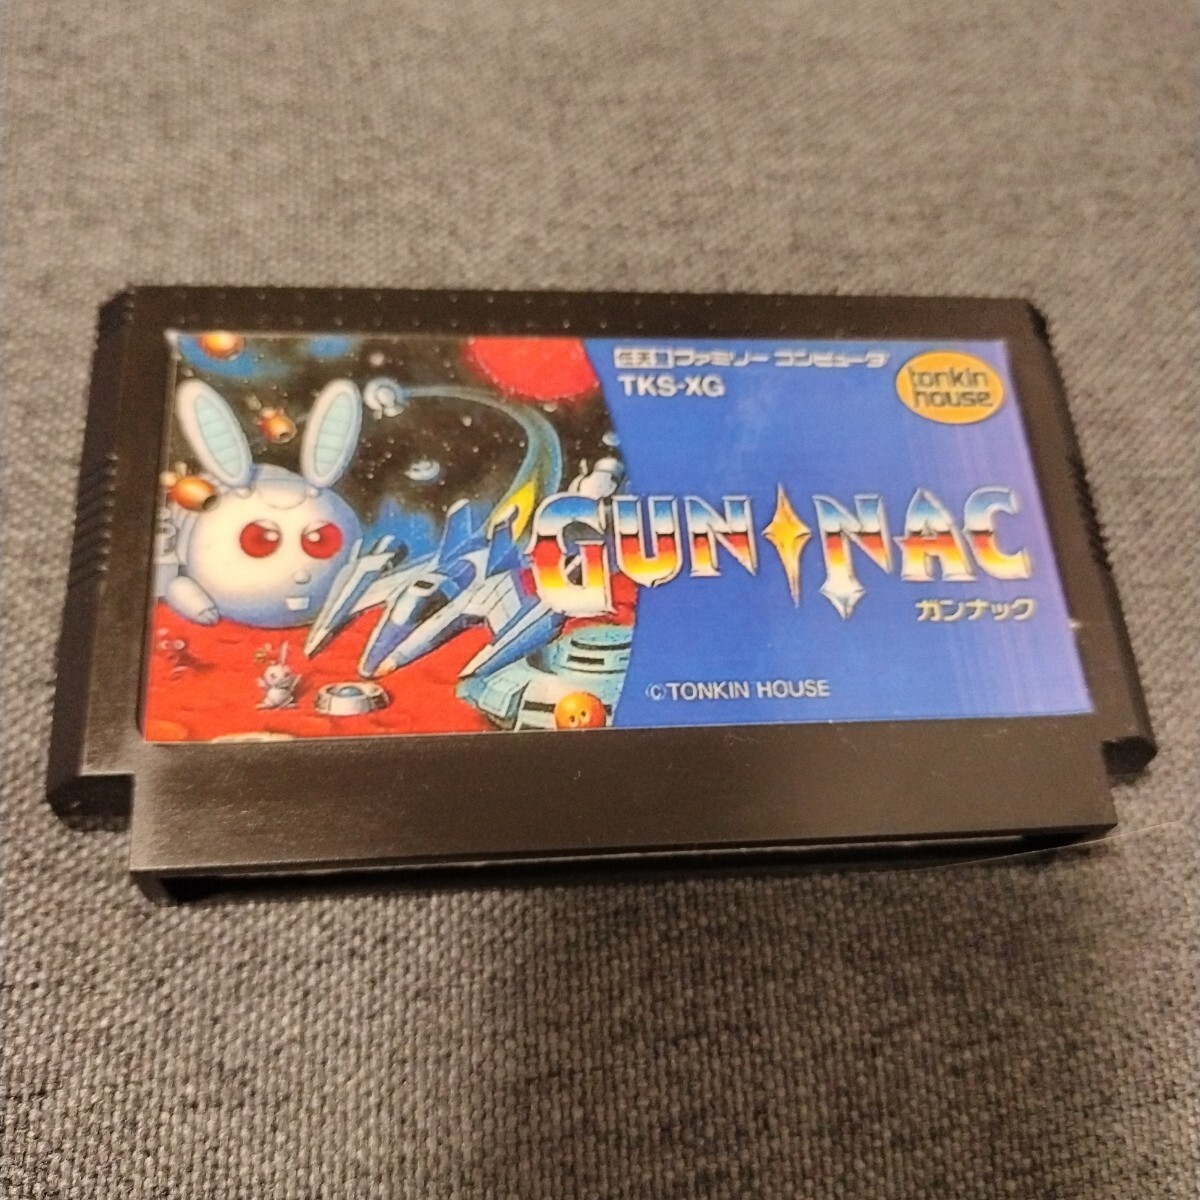 任天堂ファミリー コンピュータ
TKS-XG
tonkin
house
GUN NAC
ガンナック
©TONKIN HOUSE